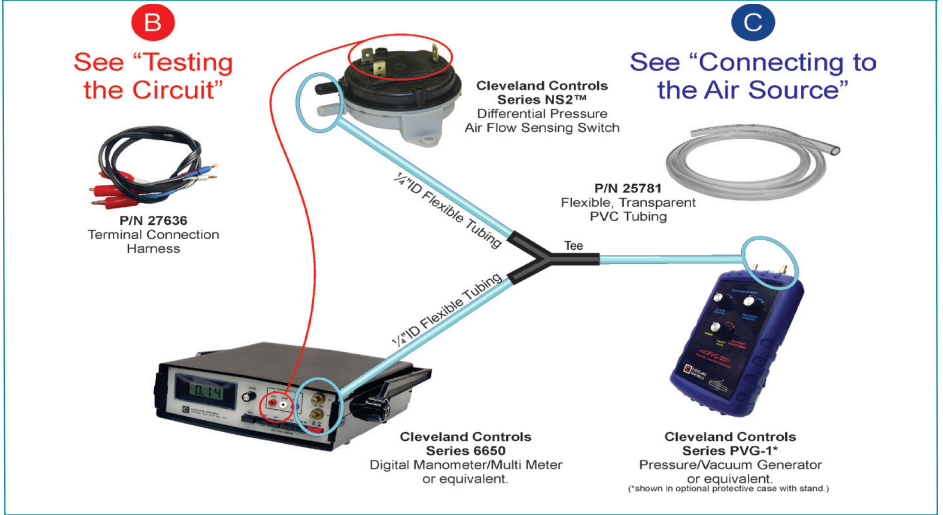 B
See “Testing
the Circuit”
C
See “Connecting to
the Air Source”
Cleveland Controls
Series NS2™
Differential Pressure
Air Flow Sensing Switch
P/N 27636
Terminal Connection
Harness
P/N 25781
Flexible, Transparent
PVC Tubing
¼"ID Flexible Tubing
Tee
¼"ID Flexible Tubing
0.14
Cleveland Controls
Series 6650
Digital Manometer/Multi Meter
or equivalent.
Cleveland Controls
Series PVG-1*
Pressure/Vacuum Generator
or equivalent.
(*shown in optional protective case with stand.)